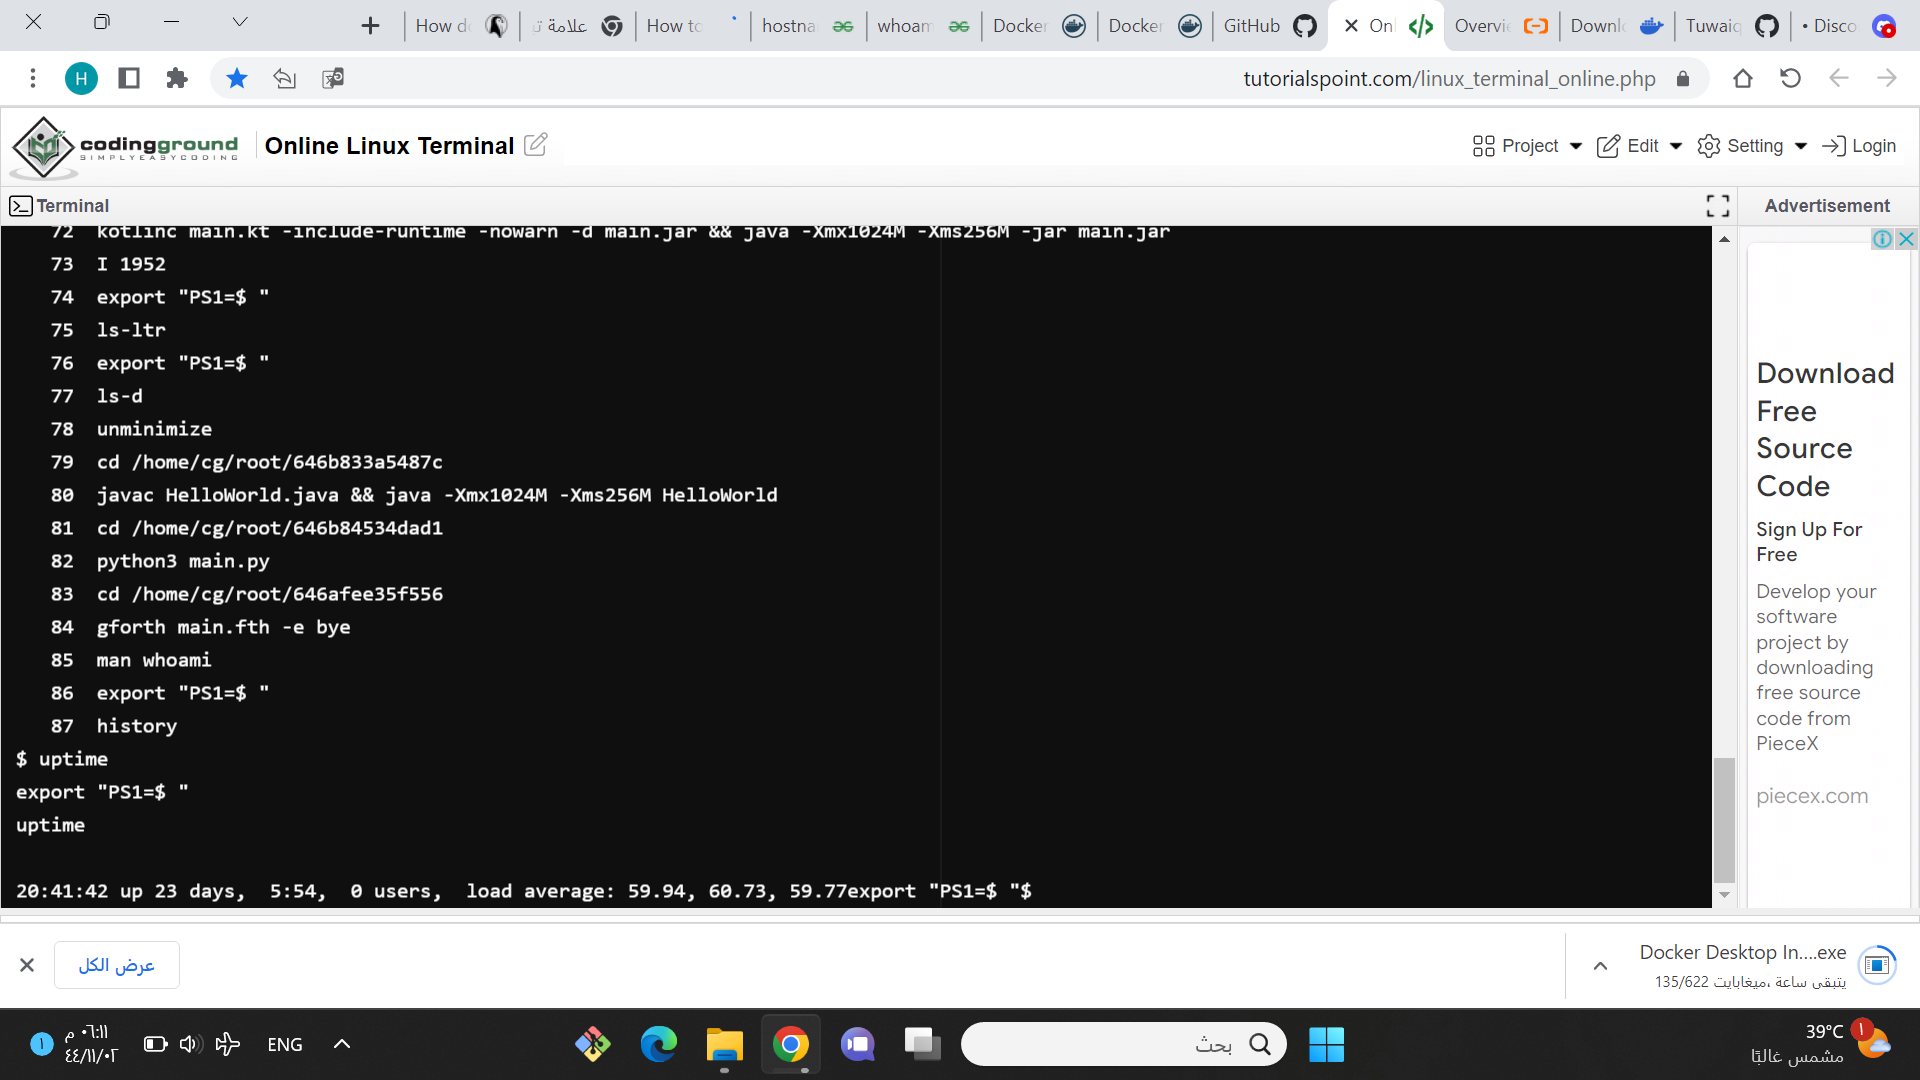 How do
علامة ت
How to
hostna
whoam
Docker
Docker
GitHub
Onl
Overvie
Downlo
Tuwaiq
• Disco
H
tutorialspoint.com/linux_terminal_online.php
codingground
SIMPLYEASYCODING
Online Linux Terminal
Project
Edit
Setting
Login
Terminal
Advertisement
72 kotlinc main.kt -include-runtime -nowarn -d main.jar && java -Xmx1024M -Xms256M -jar main.jar
73 I 1952
74 export "PS1=$ "
75 ls-ltr
76 export "PS1=$ "
77 ls-d
78 unminimize
79 cd /home/cg/root/646b833a5487c
80 javac HelloWorld.java && java -Xmx1024M -Xms256M HelloWorld
81 cd /home/cg/root/646b84534dad1
82 python3 main.py
83 cd /home/cg/root/646afee35f556
84 gforth main.fth -e bye
85 man whoami
86 export "PS1=$ "
87 history
$ uptime
export "PS1=$ "
uptime
20:41:42 up 23 days,  5:54,  0 users,  load average: 59.94, 60.73, 59.77export "PS1=$ "$
Download
Free
Source
Code
Sign Up For
Free
Develop your
software
project by
downloading
free source
code from
PieceX
piecex.com
عرض الكل
Docker Desktop In....exe
يتبقى ساعة ،ميغابايت 135/622
١
٠٦:١١ م
٤٤/١١/٠٢
ENG
بحث
39°C
مشمس غالبًا
١